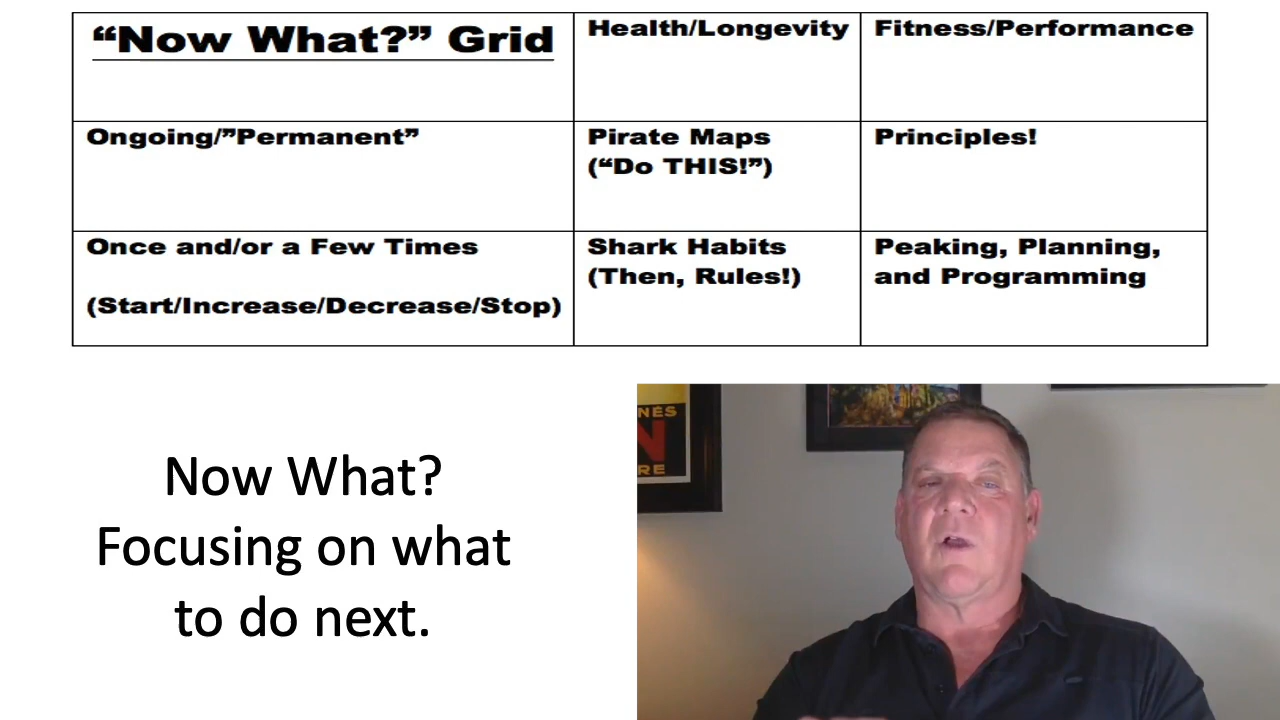 “Now What?” Grid
Health/Longevity
Fitness/Performance
Ongoing/”Permanent”
Pirate Maps
(“Do THIS!”)
Principles!
Once and/or a Few Times
(Start/Increase/Decrease/Stop)
Shark Habits
(Then, Rules!)
Peaking, Planning,
and Programming
Now What?
Focusing on what
to do next.
NÉS
N
RE